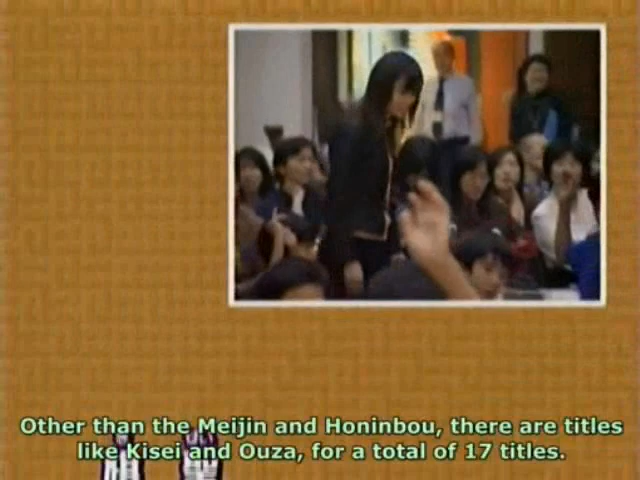 Other than the Meijin and Honinbou, there are titles
like Kisei and Ouza, for a total of 17 titles.